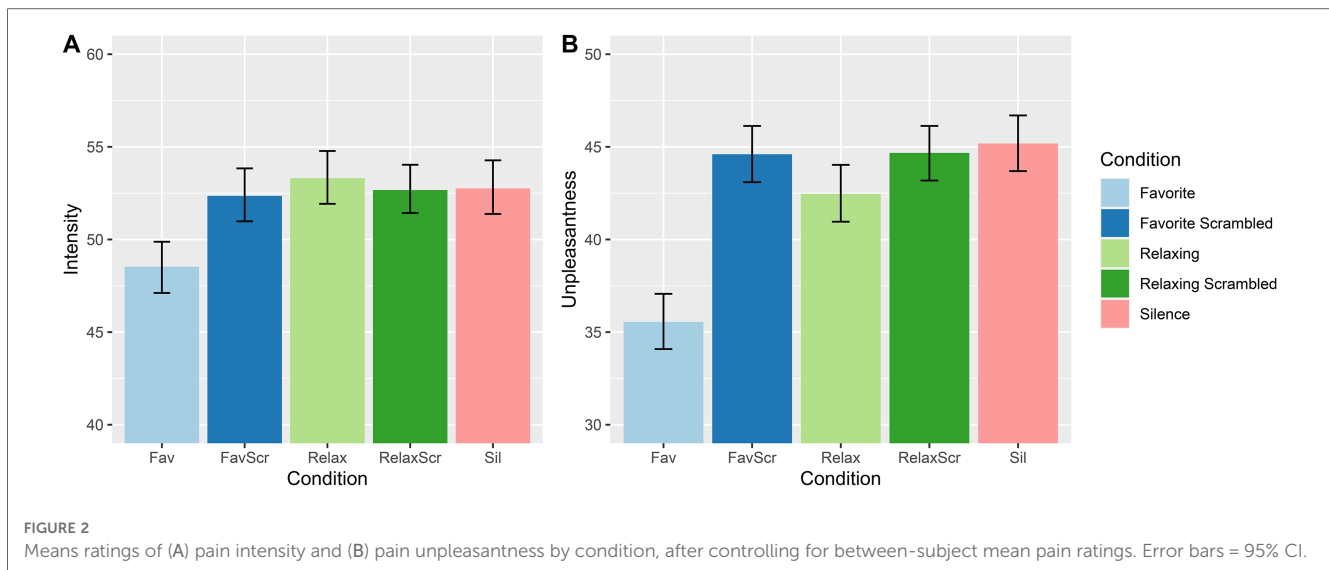 A
60
55
50
45
40
Intensity
Fav FavScr Relax RelaxScr Sil
Condition
B
50
45
40
35
30
Unpleasantness
Fav FavScr Relax RelaxScr Sil
Condition
Condition
Favorite
Favorite Scrambled
Relaxing
Relaxing Scrambled
Silence
FIGURE 2
Means ratings of (A) pain intensity and (B) pain unpleasantness by condition, after controlling for between-subject mean pain ratings. Error bars = 95% CI.